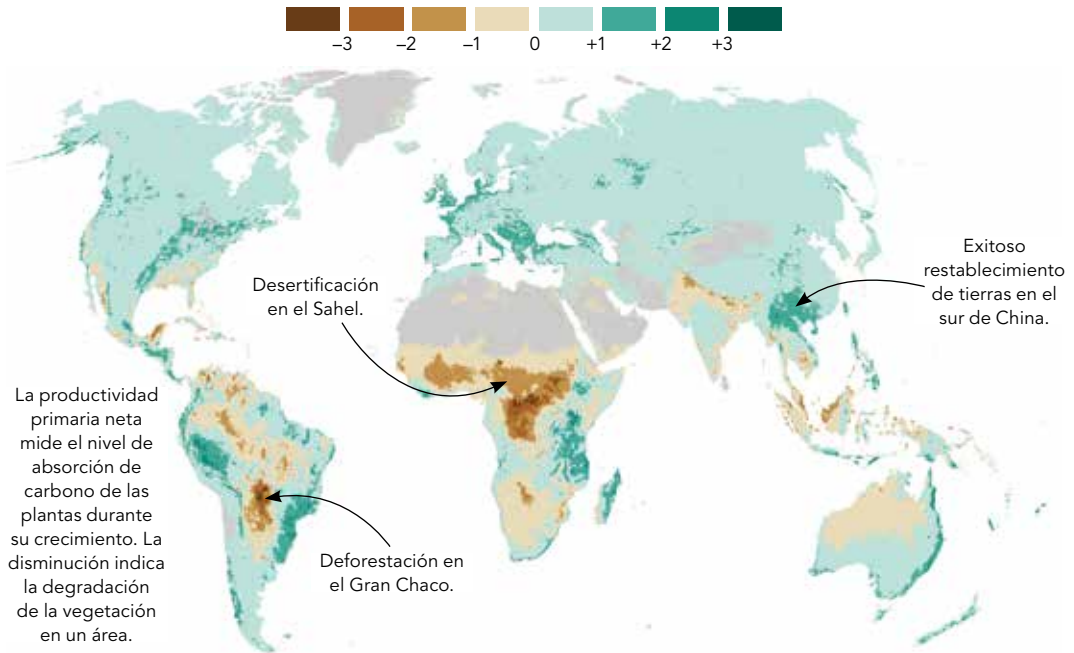 –3 –2 –1 0 +1 +2 +3
Desertificación
en el Sahel.
Exitoso
restablecimiento
de tierras en el
sur de China.
La productividad
primaria neta
mide el nivel de
absorción de
carbono de las
plantas durante
su crecimiento. La
disminución indica
la degradación
de la vegetación
en un área.
Deforestación en
el Gran Chaco.